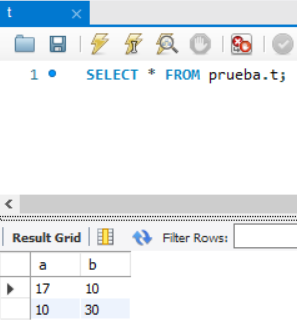 t
1 SELECT * FROM prueba.t;
Result Grid Filter Rows:
a b
17 10
10 30